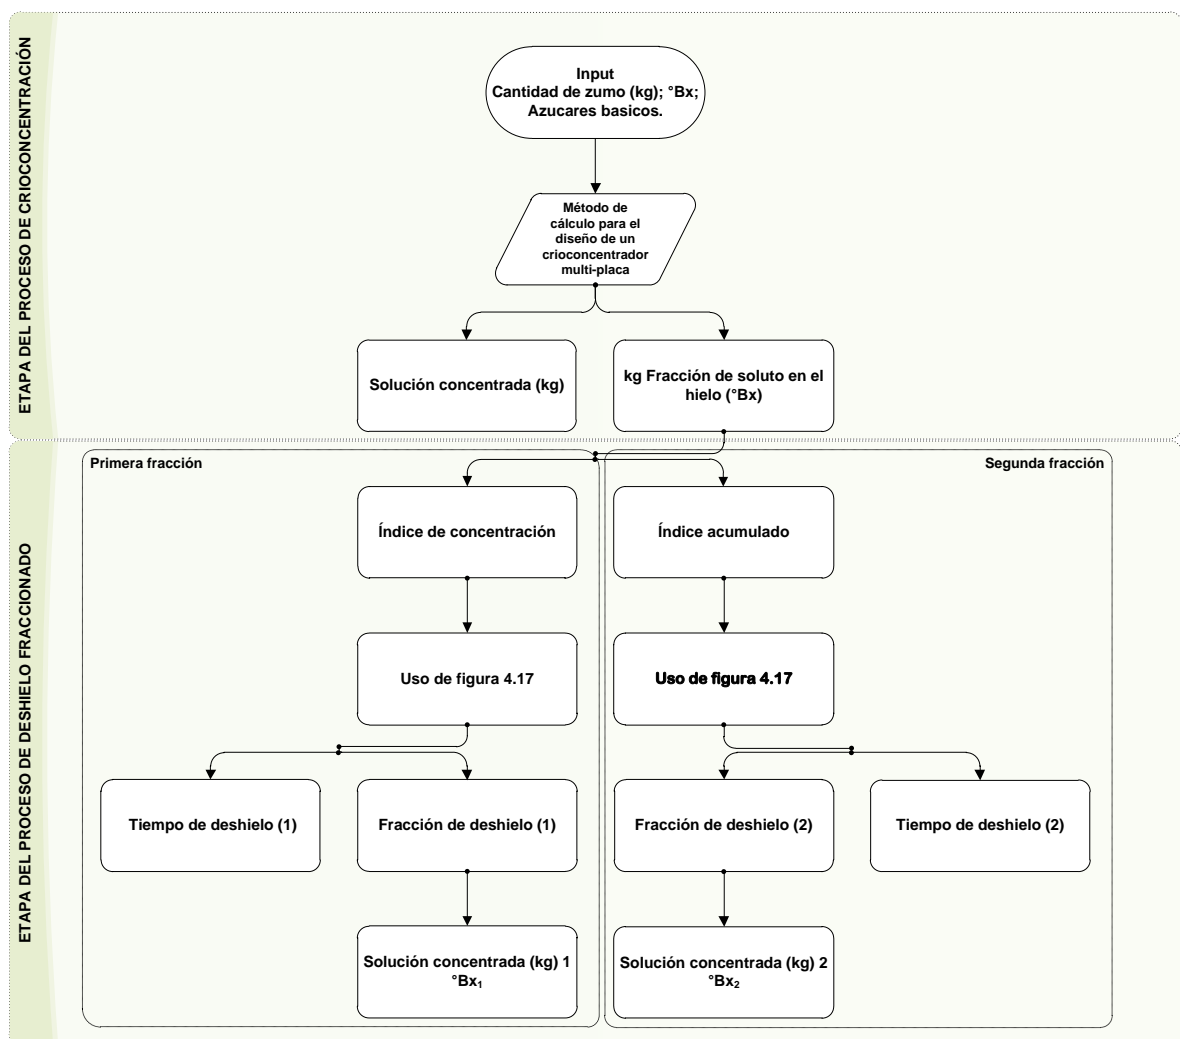 ETAPA DEL PROCESO DE CRIOCONCENTRACIÓN
Input
Cantidad de zumo (kg); °Bx;
Azucares basicos.
Método de
cálculo para el
diseño de un
crioconcentrador
multi-placa
Solución concentrada (kg)
kg Fracción de soluto en el
hielo (°Bx)
ETAPA DEL PROCESO DE DESHIELO FRACCIONADO
Primera fracción
Segunda fracción
Índice de concentración
Índice acumulado
Uso de figura 4.17
Uso de figura 4.17
Tiempo de deshielo (1)
Fracción de deshielo (1)
Fracción de deshielo (2)
Tiempo de deshielo (2)
Solución concentrada (kg) 1
°Bx₁
Solución concentrada (kg) 2
°Bx₂